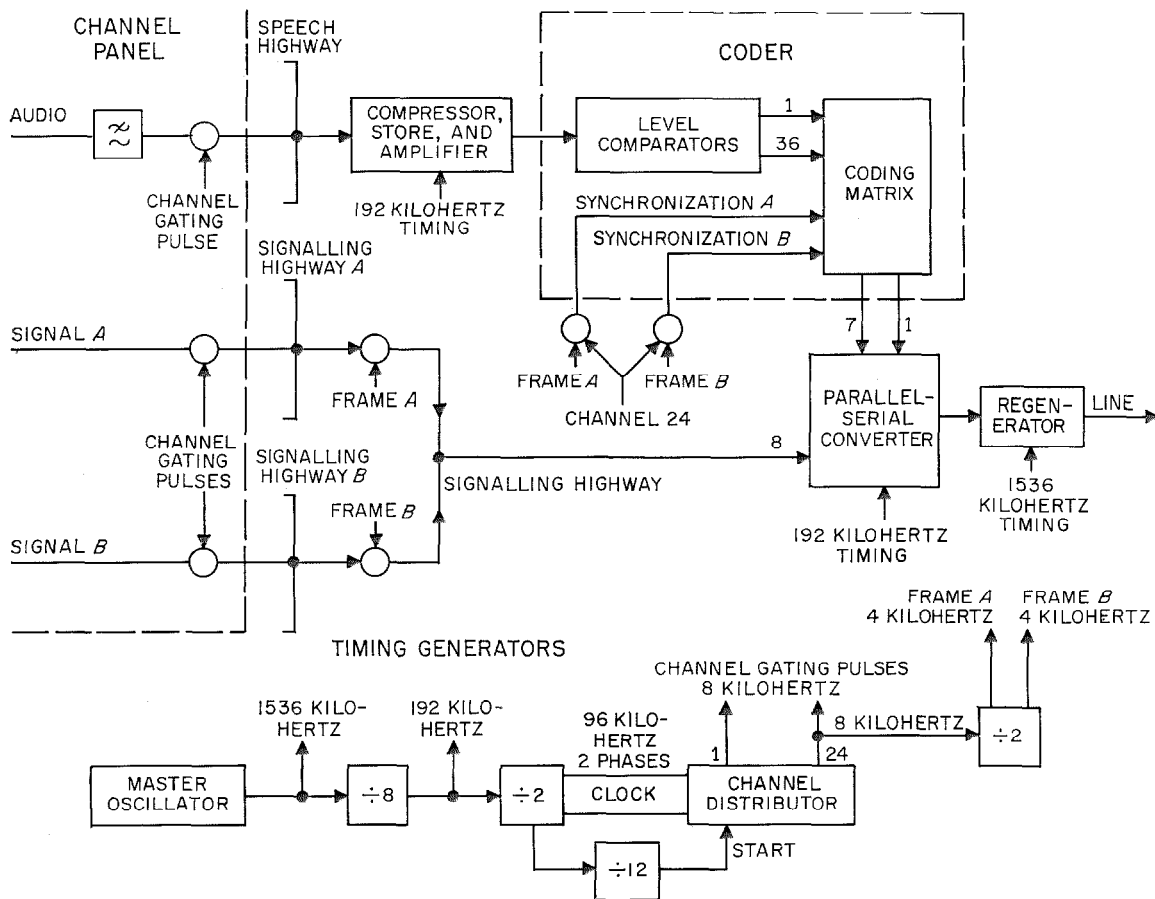 CHANNEL
PANEL
SPEECH
HIGHWAY
CODER
AUDIO
≈
COMPRESSOR,
STORE, AND
AMPLIFIER
LEVEL
COMPARATORS
1
36
CODING
MATRIX
CHANNEL
GATING
PULSE
192 KILOHERTZ
TIMING
SYNCHRONIZATION A
SYNCHRONIZATION B
SIGNALLING
HIGHWAY A
SIGNAL A
FRAME A
FRAME A
FRAME B
CHANNEL 24
7
1
PARALLEL-
SERIAL
CONVERTER
REGEN-
ERATOR
LINE
CHANNEL
GATING
PULSES
SIGNALLING
HIGHWAY B
8
SIGNALLING HIGHWAY
FRAME B
1536
KILOHERTZ
TIMING
192 KILOHERTZ
TIMING
SIGNAL B
FRAME A
4 KILOHERTZ
FRAME B
4 KILOHERTZ
TIMING GENERATORS
CHANNEL GATING PULSES
8 KILOHERTZ
1536 KILO-
HERTZ
192 KILO-
HERTZ
96 KILO-
HERTZ
2 PHASES
1
24
8 KILOHERTZ
÷2
MASTER
OSCILLATOR
÷8
÷2
CLOCK
CHANNEL
DISTRIBUTOR
÷12
START